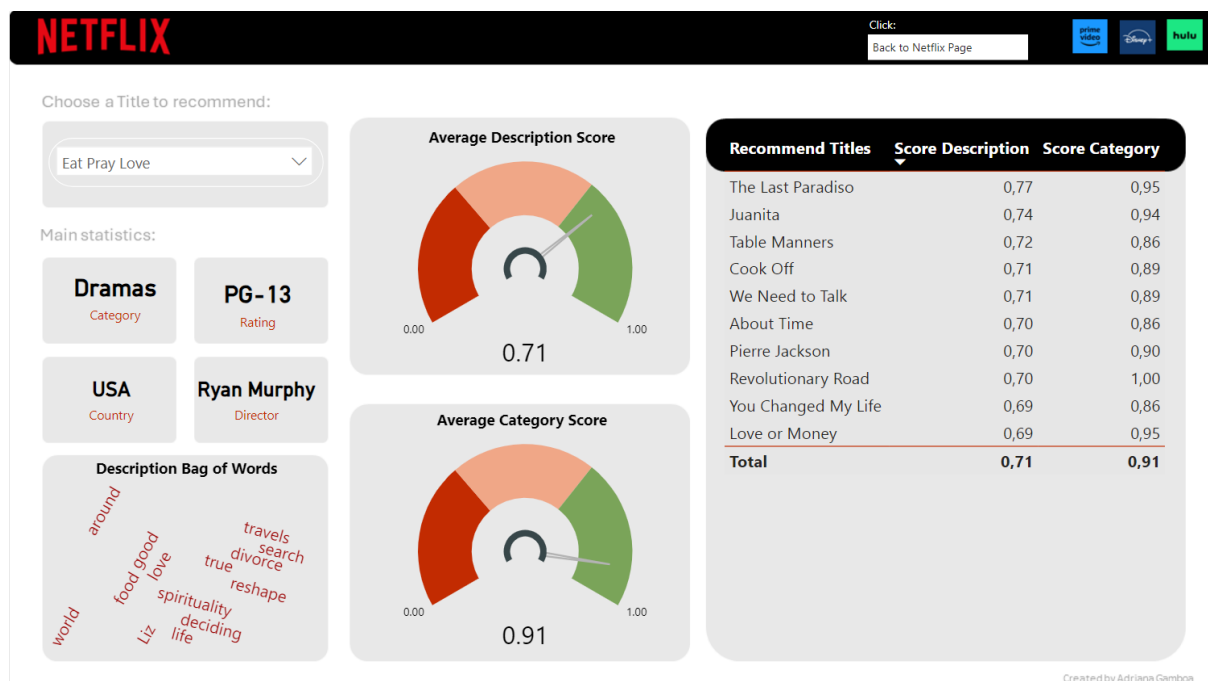 NETFLIX
Click:
Back to Netflix Page
prime video
Disney+
hulu
Choose a Title to recommend:
Eat Pray Love
Main statistics:
Dramas
Category
PG-13
Rating
USA
Country
Ryan Murphy
Director
Description Bag of Words
around
travels
search
divorce
true
good
food
love
reshape
spirituality
deciding
world
Liz
life
Average Description Score
0.00
1.00
0.71
Average Category Score
0.00
1.00
0.91
Recommend Titles Score Description Score Category
The Last Paradiso 0,77 0,95
Juanita 0,74 0,94
Table Manners 0,72 0,86
Cook Off 0,71 0,89
We Need to Talk 0,71 0,89
About Time 0,70 0,86
Pierre Jackson 0,70 0,90
Revolutionary Road 0,70 1,00
You Changed My Life 0,69 0,86
Love or Money 0,69 0,95
Total 0,71 0,91
Created by Adriana Gamboa